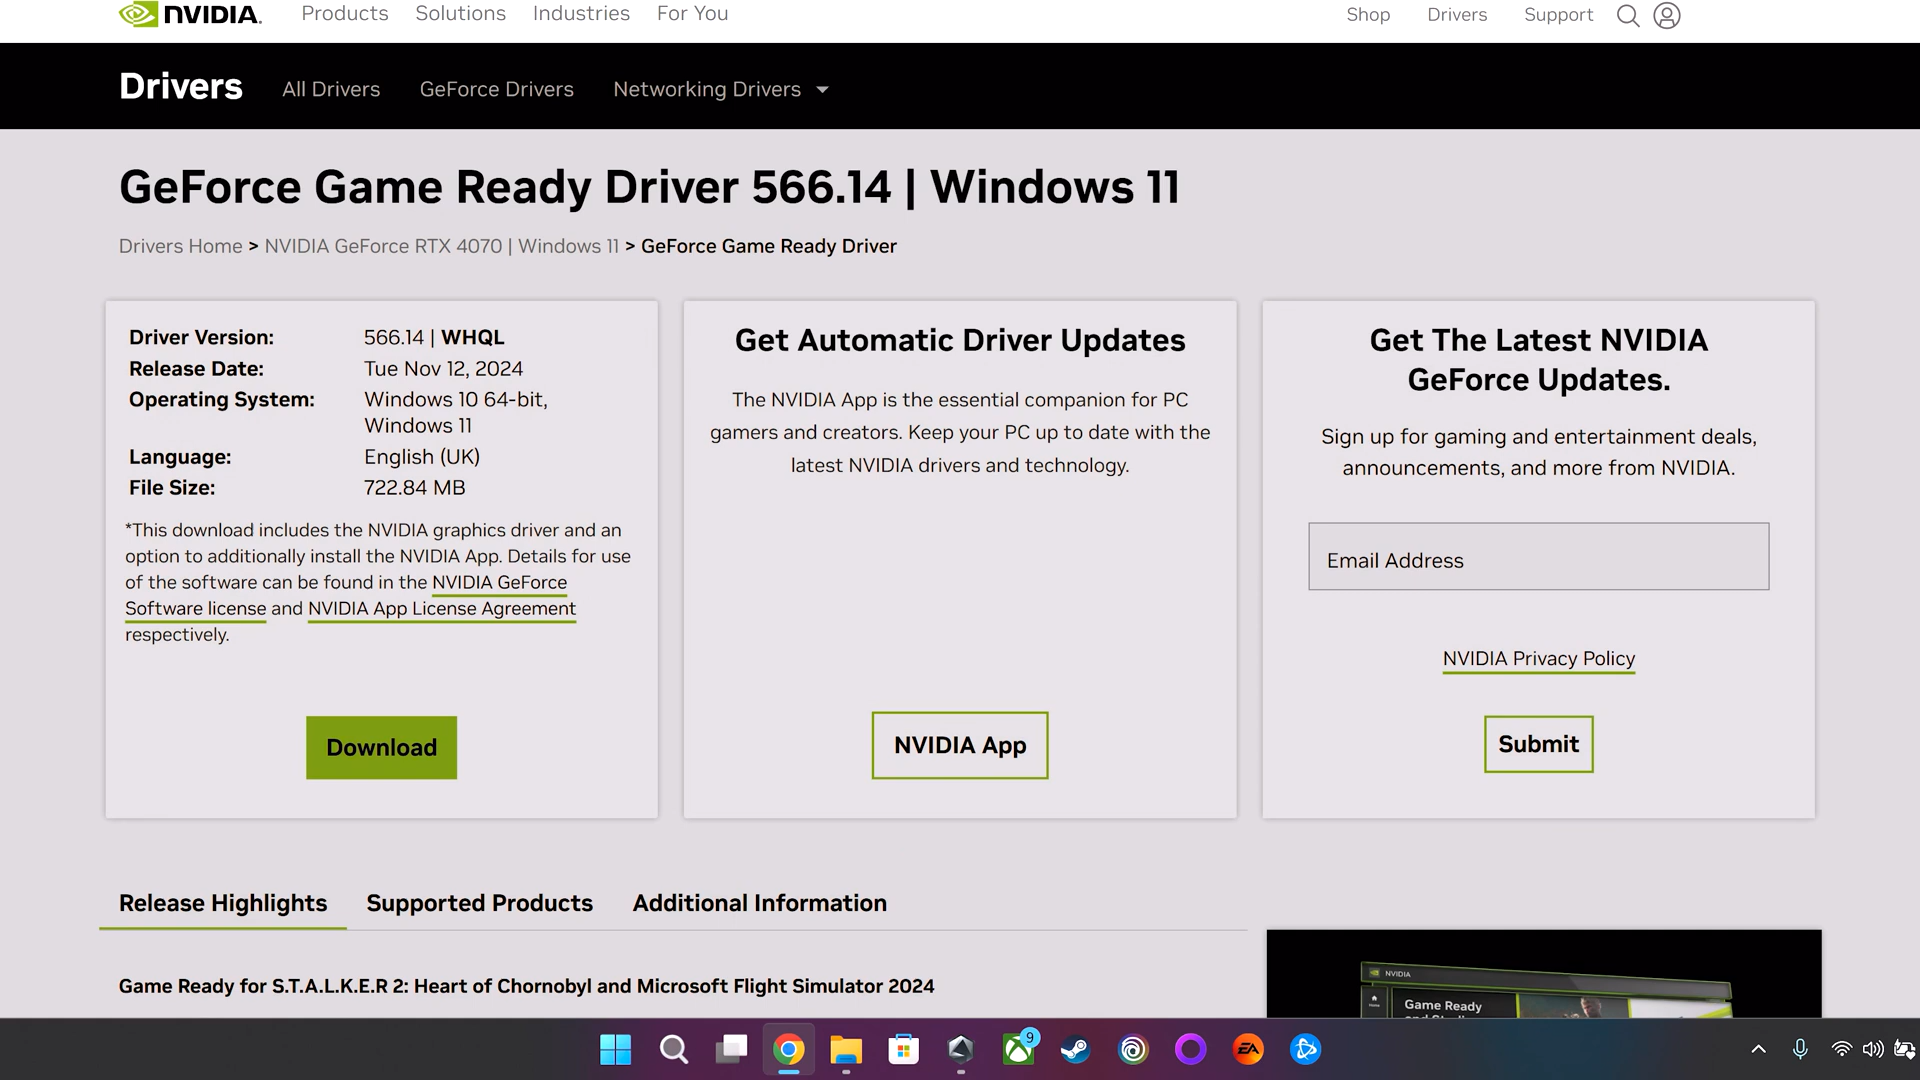 NVIDIA.
Products Solutions Industries For You
Shop Drivers Support
Drivers All Drivers GeForce Drivers Networking Drivers
GeForce Game Ready Driver 566.14 | Windows 11
Drivers Home > NVIDIA GeForce RTX 4070 | Windows 11 > GeForce Game Ready Driver
Driver Version: 566.14 | WHQL
Release Date: Tue Nov 12, 2024
Operating System: Windows 10 64-bit,
Windows 11
Language: English (UK)
File Size: 722.84 MB
*This download includes the NVIDIA graphics driver and an
option to additionally install the NVIDIA App. Details for use
of the software can be found in the NVIDIA GeForce
Software license and NVIDIA App License Agreement
respectively.
Download
Get Automatic Driver Updates
The NVIDIA App is the essential companion for PC
gamers and creators. Keep your PC up to date with the
latest NVIDIA drivers and technology.
NVIDIA App
Get The Latest NVIDIA
GeForce Updates.
Sign up for gaming and entertainment deals,
announcements, and more from NVIDIA.
Email Address
NVIDIA Privacy Policy
Submit
Release Highlights Supported Products Additional Information
Game Ready for S.T.A.L.K.E.R 2: Heart of Chornobyl and Microsoft Flight Simulator 2024
NVIDIA
Home
Game Ready
9
EA